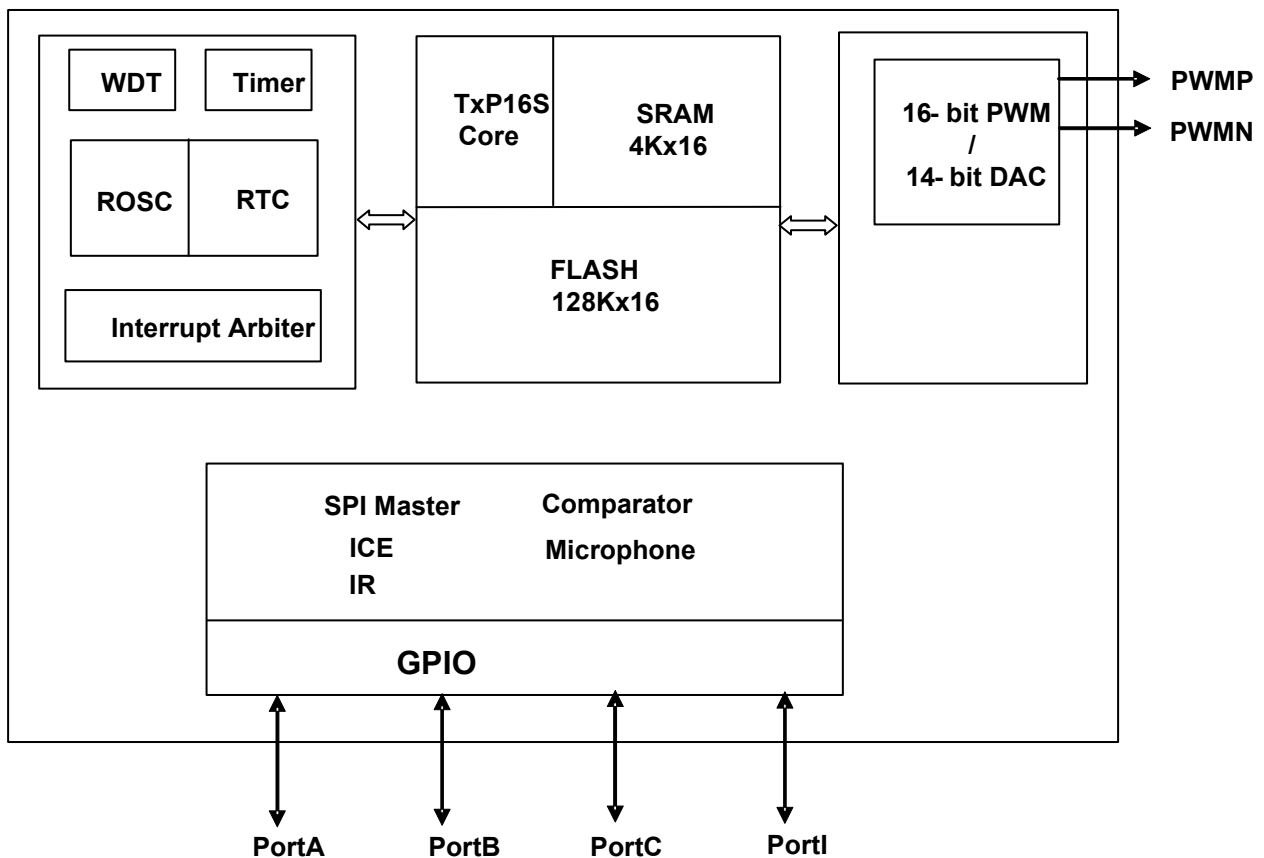 WDT
Timer
ROSC
RTC
Interrupt Arbiter
TxP16S
Core
SRAM
4Kx16
FLASH
128Kx16
16- bit PWM
/
14- bit DAC
PWMP
PWMN
SPI Master
ICE
IR
Comparator
Microphone
GPIO
PortA
PortB
PortC
PortI